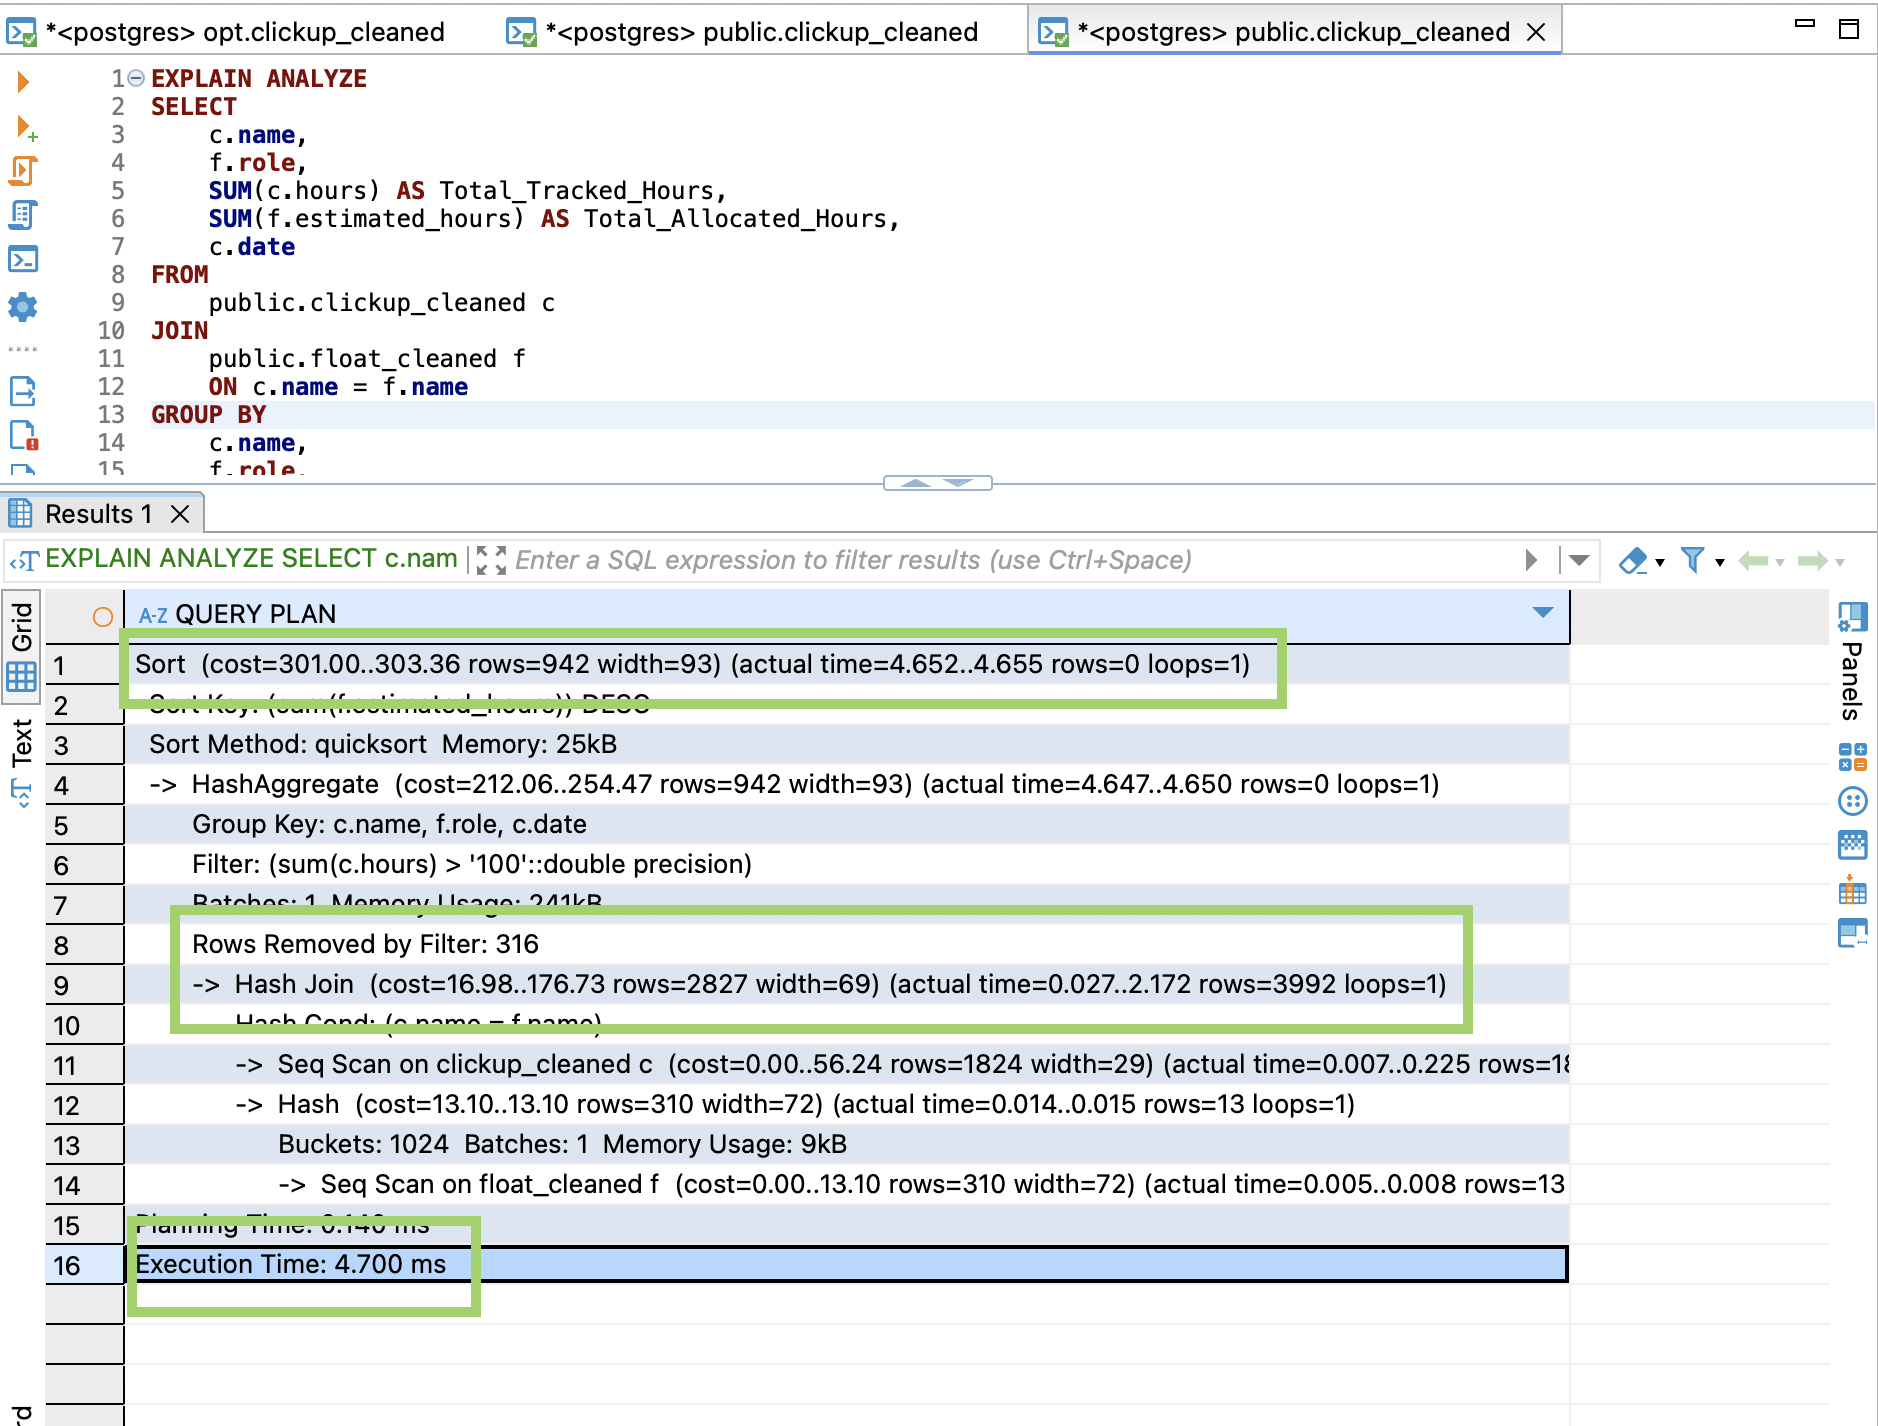 *<postgres> opt.clickup_cleaned
*<postgres> public.clickup_cleaned
*<postgres> public.clickup_cleaned
1 EXPLAIN ANALYZE
2 SELECT
3 c.name,
4 f.role,
5 SUM(c.hours) AS Total_Tracked_Hours,
6 SUM(f.estimated_hours) AS Total_Allocated_Hours,
7 c.date
8 FROM
9 public.clickup_cleaned c
10 JOIN
11 public.float_cleaned f
12 ON c.name = f.name
13 GROUP BY
14 c.name,
15 f.role,
Results 1
EXPLAIN ANALYZE SELECT c.nam
Enter a SQL expression to filter results (use Ctrl+Space)
Grid
Text
Panels
A-Z QUERY PLAN
1 Sort (cost=301.00..303.36 rows=942 width=93) (actual time=4.652..4.655 rows=0 loops=1)
2 Sort Key: (sum(f.estimated_hours)) DESC
3 Sort Method: quicksort Memory: 25kB
4 -> HashAggregate (cost=212.06..254.47 rows=942 width=93) (actual time=4.647..4.650 rows=0 loops=1)
5 Group Key: c.name, f.role, c.date
6 Filter: (sum(c.hours) > '100'::double precision)
7 Batches: 1 Memory Usage: 241kB
8 Rows Removed by Filter: 316
9 -> Hash Join (cost=16.98..176.73 rows=2827 width=69) (actual time=0.027..2.172 rows=3992 loops=1)
10 Hash Cond: (c.name = f.name)
11 -> Seq Scan on clickup_cleaned c (cost=0.00..56.24 rows=1824 width=29) (actual time=0.007..0.225 rows=18
12 -> Hash (cost=13.10..13.10 rows=310 width=72) (actual time=0.014..0.015 rows=13 loops=1)
13 Buckets: 1024 Batches: 1 Memory Usage: 9kB
14 -> Seq Scan on float_cleaned f (cost=0.00..13.10 rows=310 width=72) (actual time=0.005..0.008 rows=13
15 Planning Time: 0.140 ms
16 Execution Time: 4.700 ms
rd